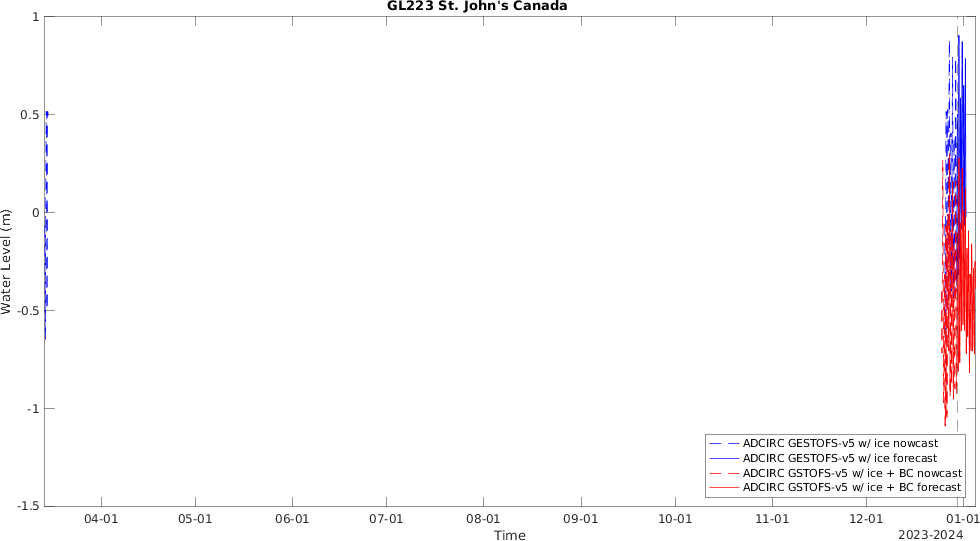 GL223 St. John's Canada
1
0.5
0
-0.5
-1
-1.5
Water Level (m)
ADCIRC GESTOFS-v5 w/ ice nowcast
ADCIRC GESTOFS-v5 w/ ice forecast
ADCIRC GSTOFS-v5 w/ ice + BC nowcast
ADCIRC GSTOFS-v5 w/ ice + BC forecast
04-01 05-01 06-01 07-01 08-01 09-01 10-01 11-01 12-01 01-01
Time
2023-2024